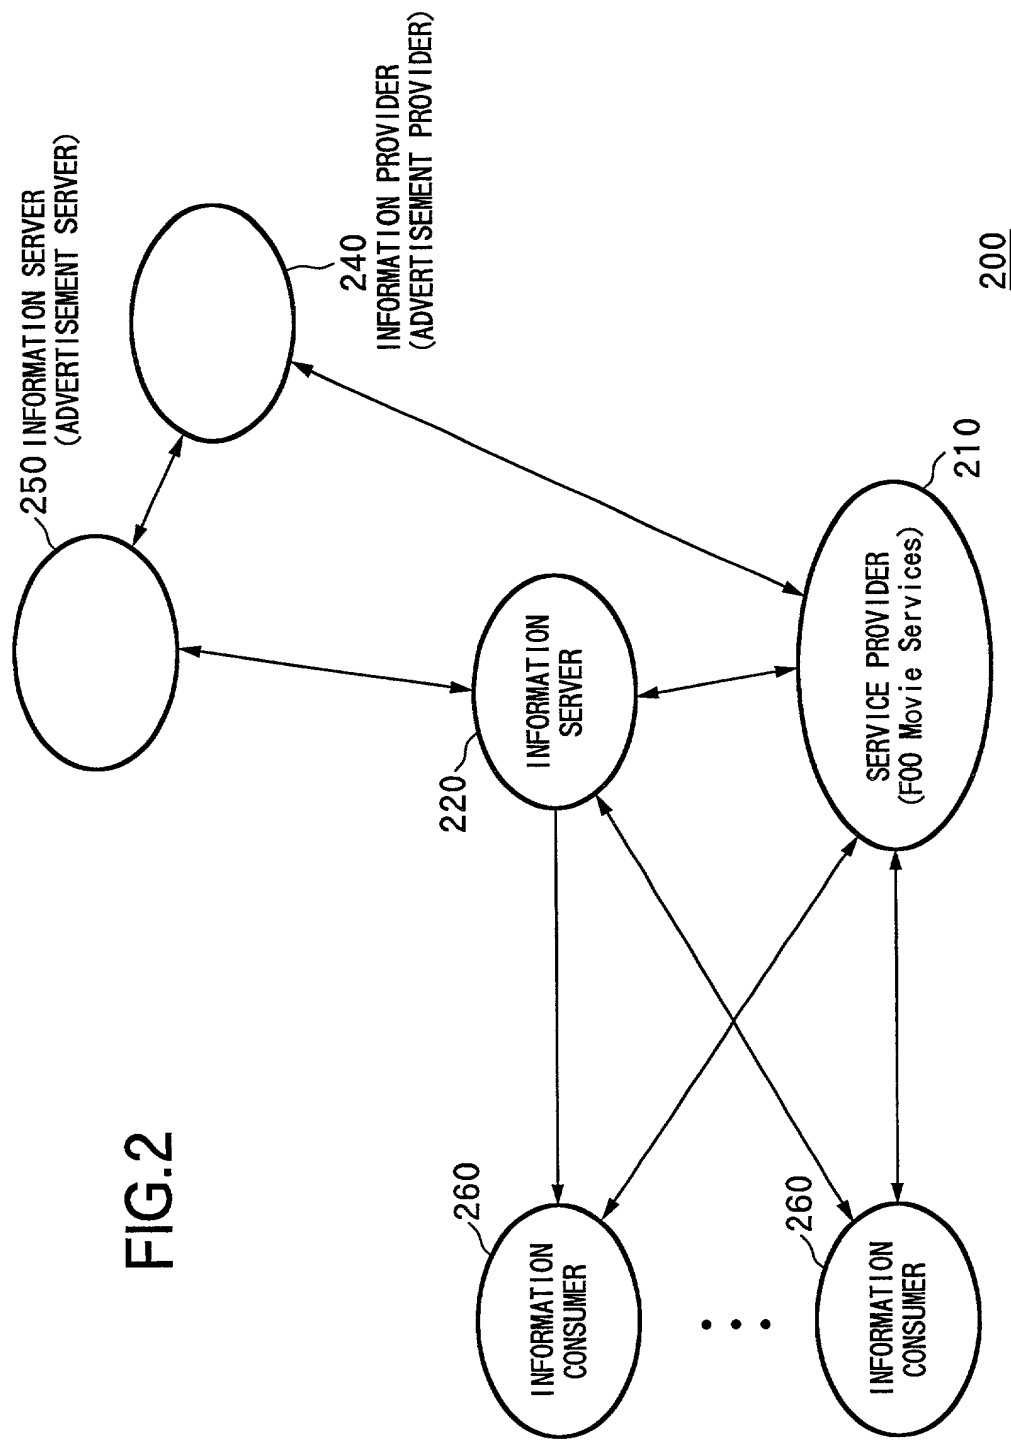 FIG.2
250 INFORMATION SERVER
(ADVERTISEMENT SERVER)
240
INFORMATION PROVIDER
(ADVERTISEMENT PROVIDER)
260
INFORMATION
CONSUMER
220
INFORMATION
SERVER
260
INFORMATION
CONSUMER
210
SERVICE PROVIDER
(FOO Movie Services)
200